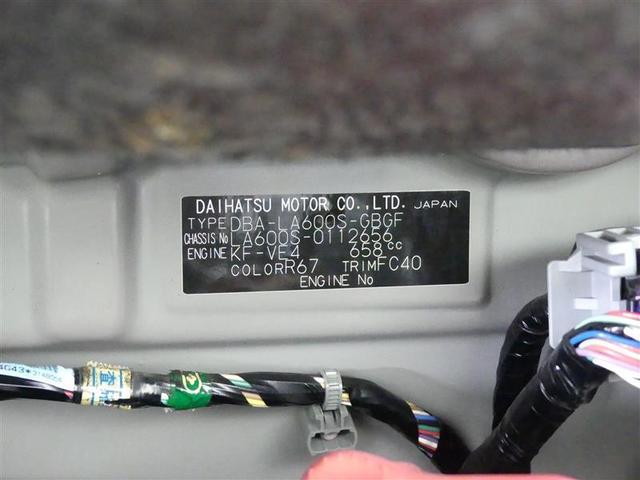 DAIHATSU MOTOR CO.,LTD. JAPAN
TYPE DBA-LA600S-GBGF
CHASSIS No LA600S-0112656
ENGINE KF-VE4 658cc
COLOR R67 TRIM FC40
ENGINE No